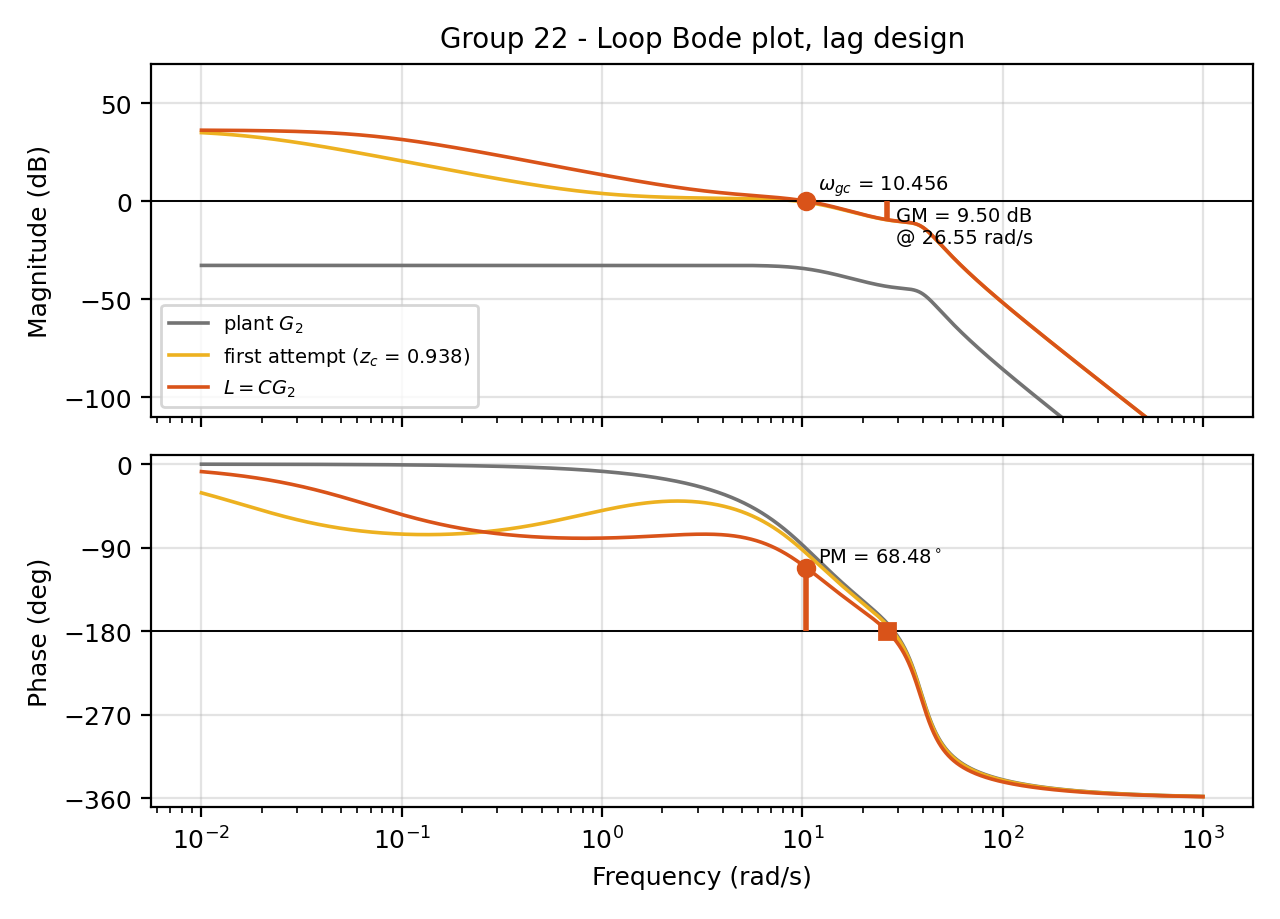 Group 22 - Loop Bode plot, lag design
Magnitude (dB)
50
0
−50
−100
ω_gc = 10.456
GM = 9.50 dB
@ 26.55 rad/s
plant G₂
first attempt (z_c = 0.938)
L = CG₂
Phase (deg)
0
−90
−180
−270
−360
PM = 68.48°
10⁻² 10⁻¹ 10⁰ 10¹ 10² 10³
Frequency (rad/s)